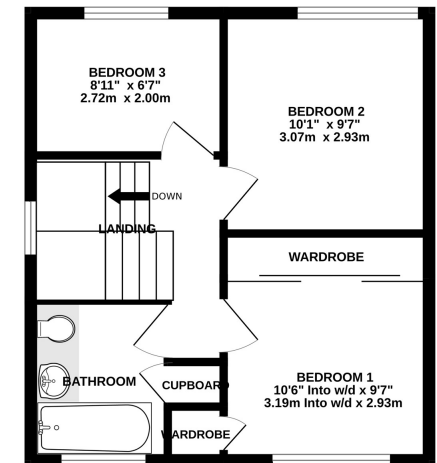 BEDROOM 3
8'11" x 6'7"
2.72m x 2.00m
BEDROOM 2
10'1" x 9'7"
3.07m x 2.93m
DOWN
LANDING
WARDROBE
BATHROOM
CUPBOARD
BEDROOM 1
10'6" Into w/d x 9'7"
3.19m Into w/d x 2.93m
WARDROBE